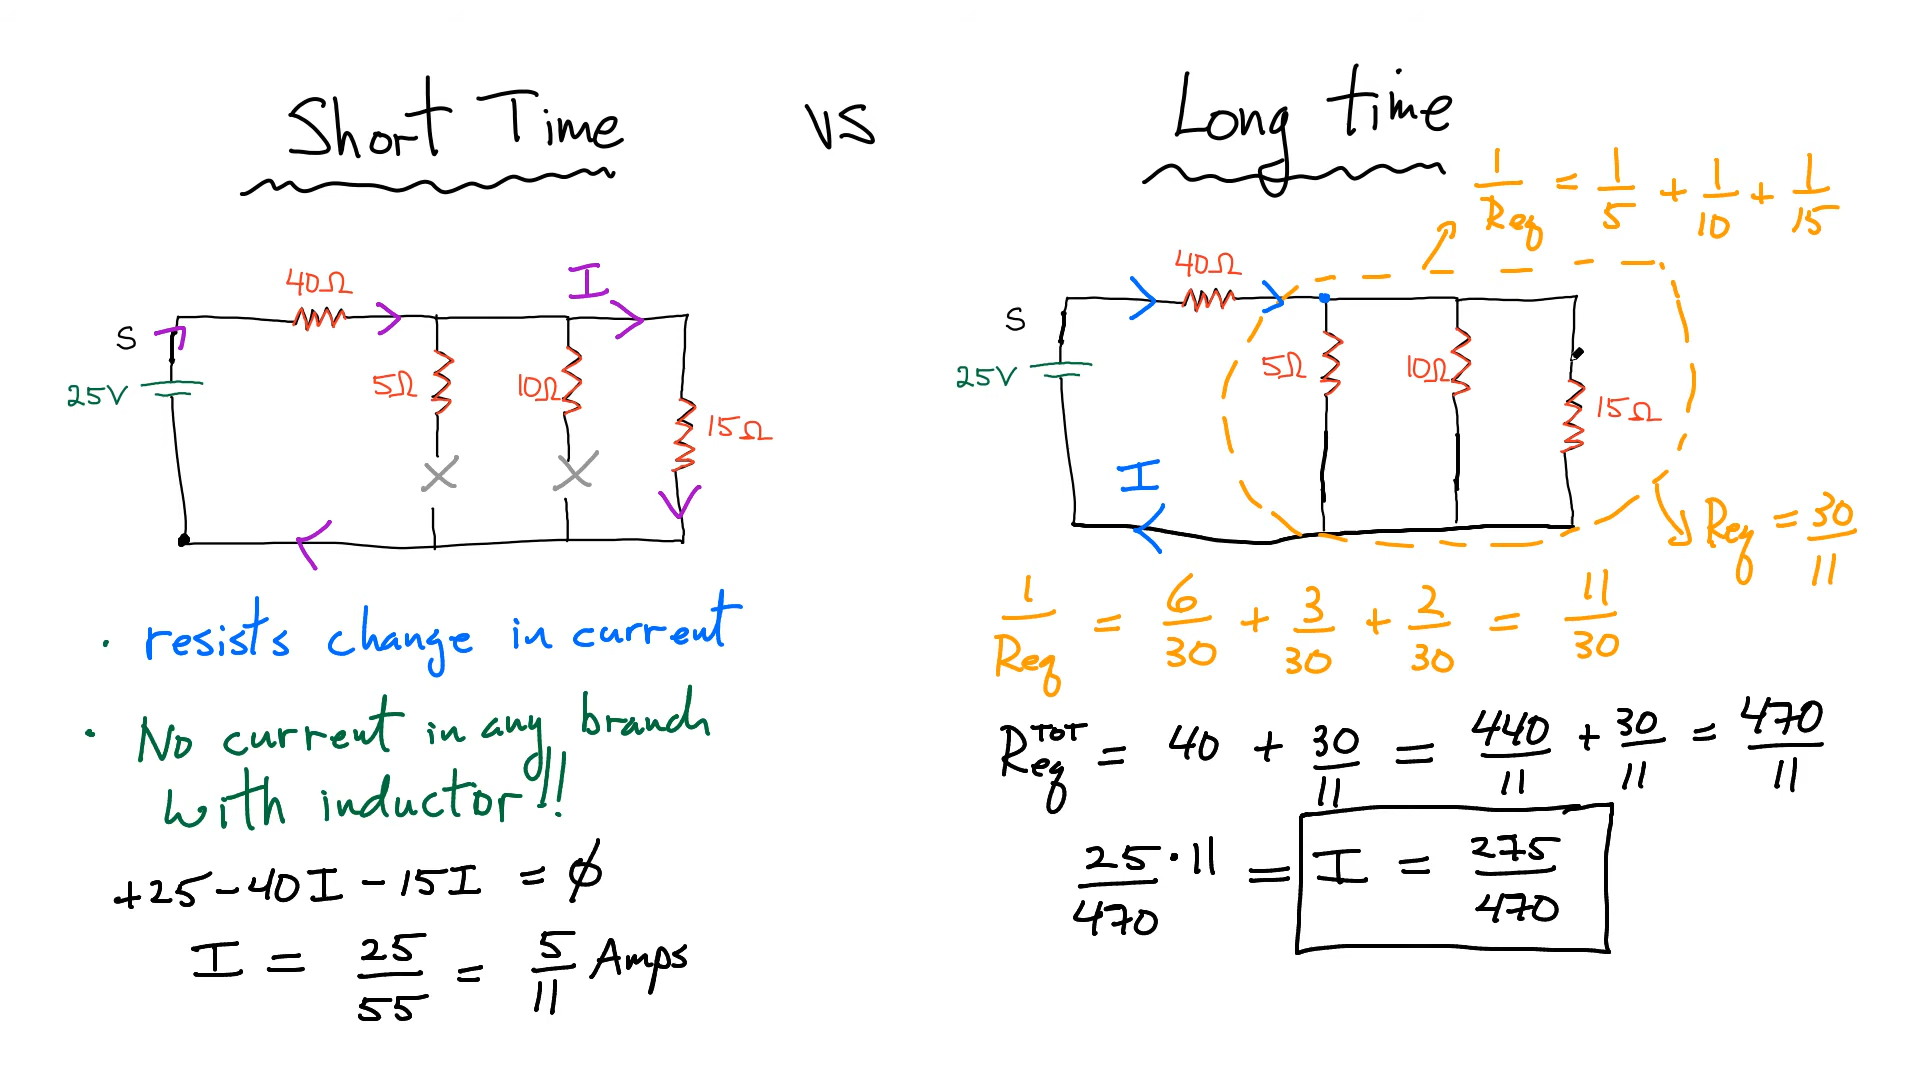 Short Time vs Long time
40Ω
I
S
25V
5Ω
10Ω
15Ω
• resists change in current
• No current in any branch
with inductor!!
+25 - 40I - 15I = ∅
I = 25/55 = 5/11 Amps
1/Req = 1/5 + 1/10 + 1/15
40Ω
S
25V
5Ω
10Ω
15Ω
I
Req = 30/11
1/Req = 6/30 + 3/30 + 2/30 = 11/30
Req^TOT = 40 + 30/11 = 440/11 + 30/11 = 470/11
25·11/470 = I = 275/470